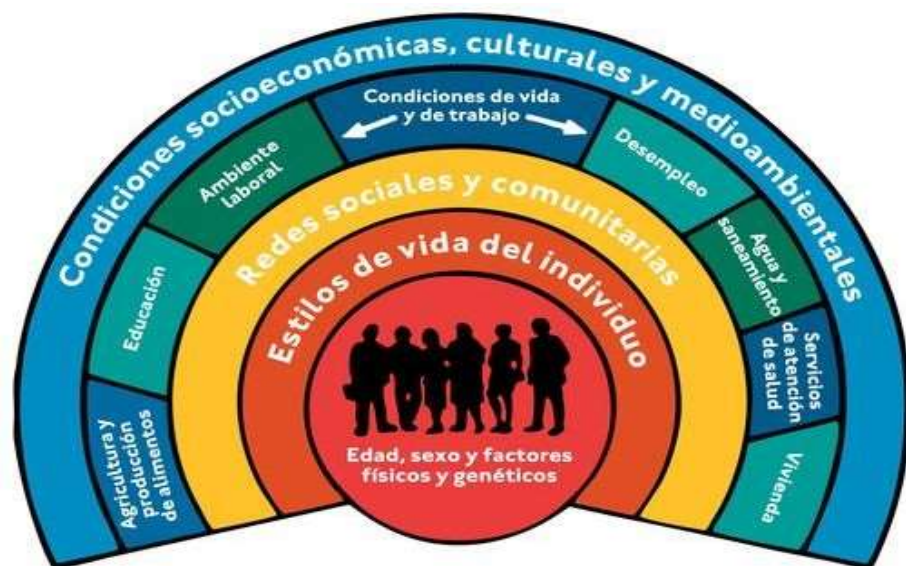 Condiciones socioeconómicas, culturales y medioambientales
Condiciones de vida
y de trabajo
Agricultura y
producción
de alimentos
Educación
Ambiente
laboral
Desempleo
Agua y
saneamiento
Servicios
de atención
de salud
Vivienda
Redes sociales y comunitarias
Estilos de vida del individuo
Edad, sexo y factores
físicos y genéticos